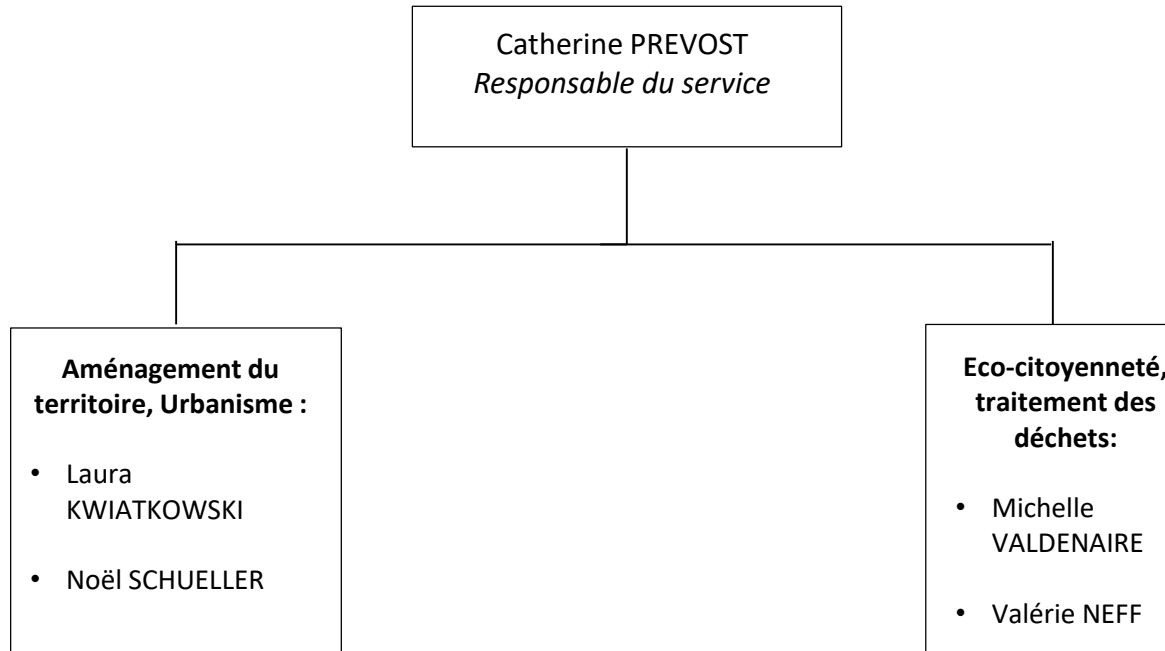 Catherine PREVOST
Responsable du service
Aménagement du
territoire, Urbanisme :
• Laura
KWIATKOWSKI
• Noël SCHUELLER
Eco-citoyenneté,
traitement des
déchets:
• Michelle
VALDENAIRE
• Valérie NEFF